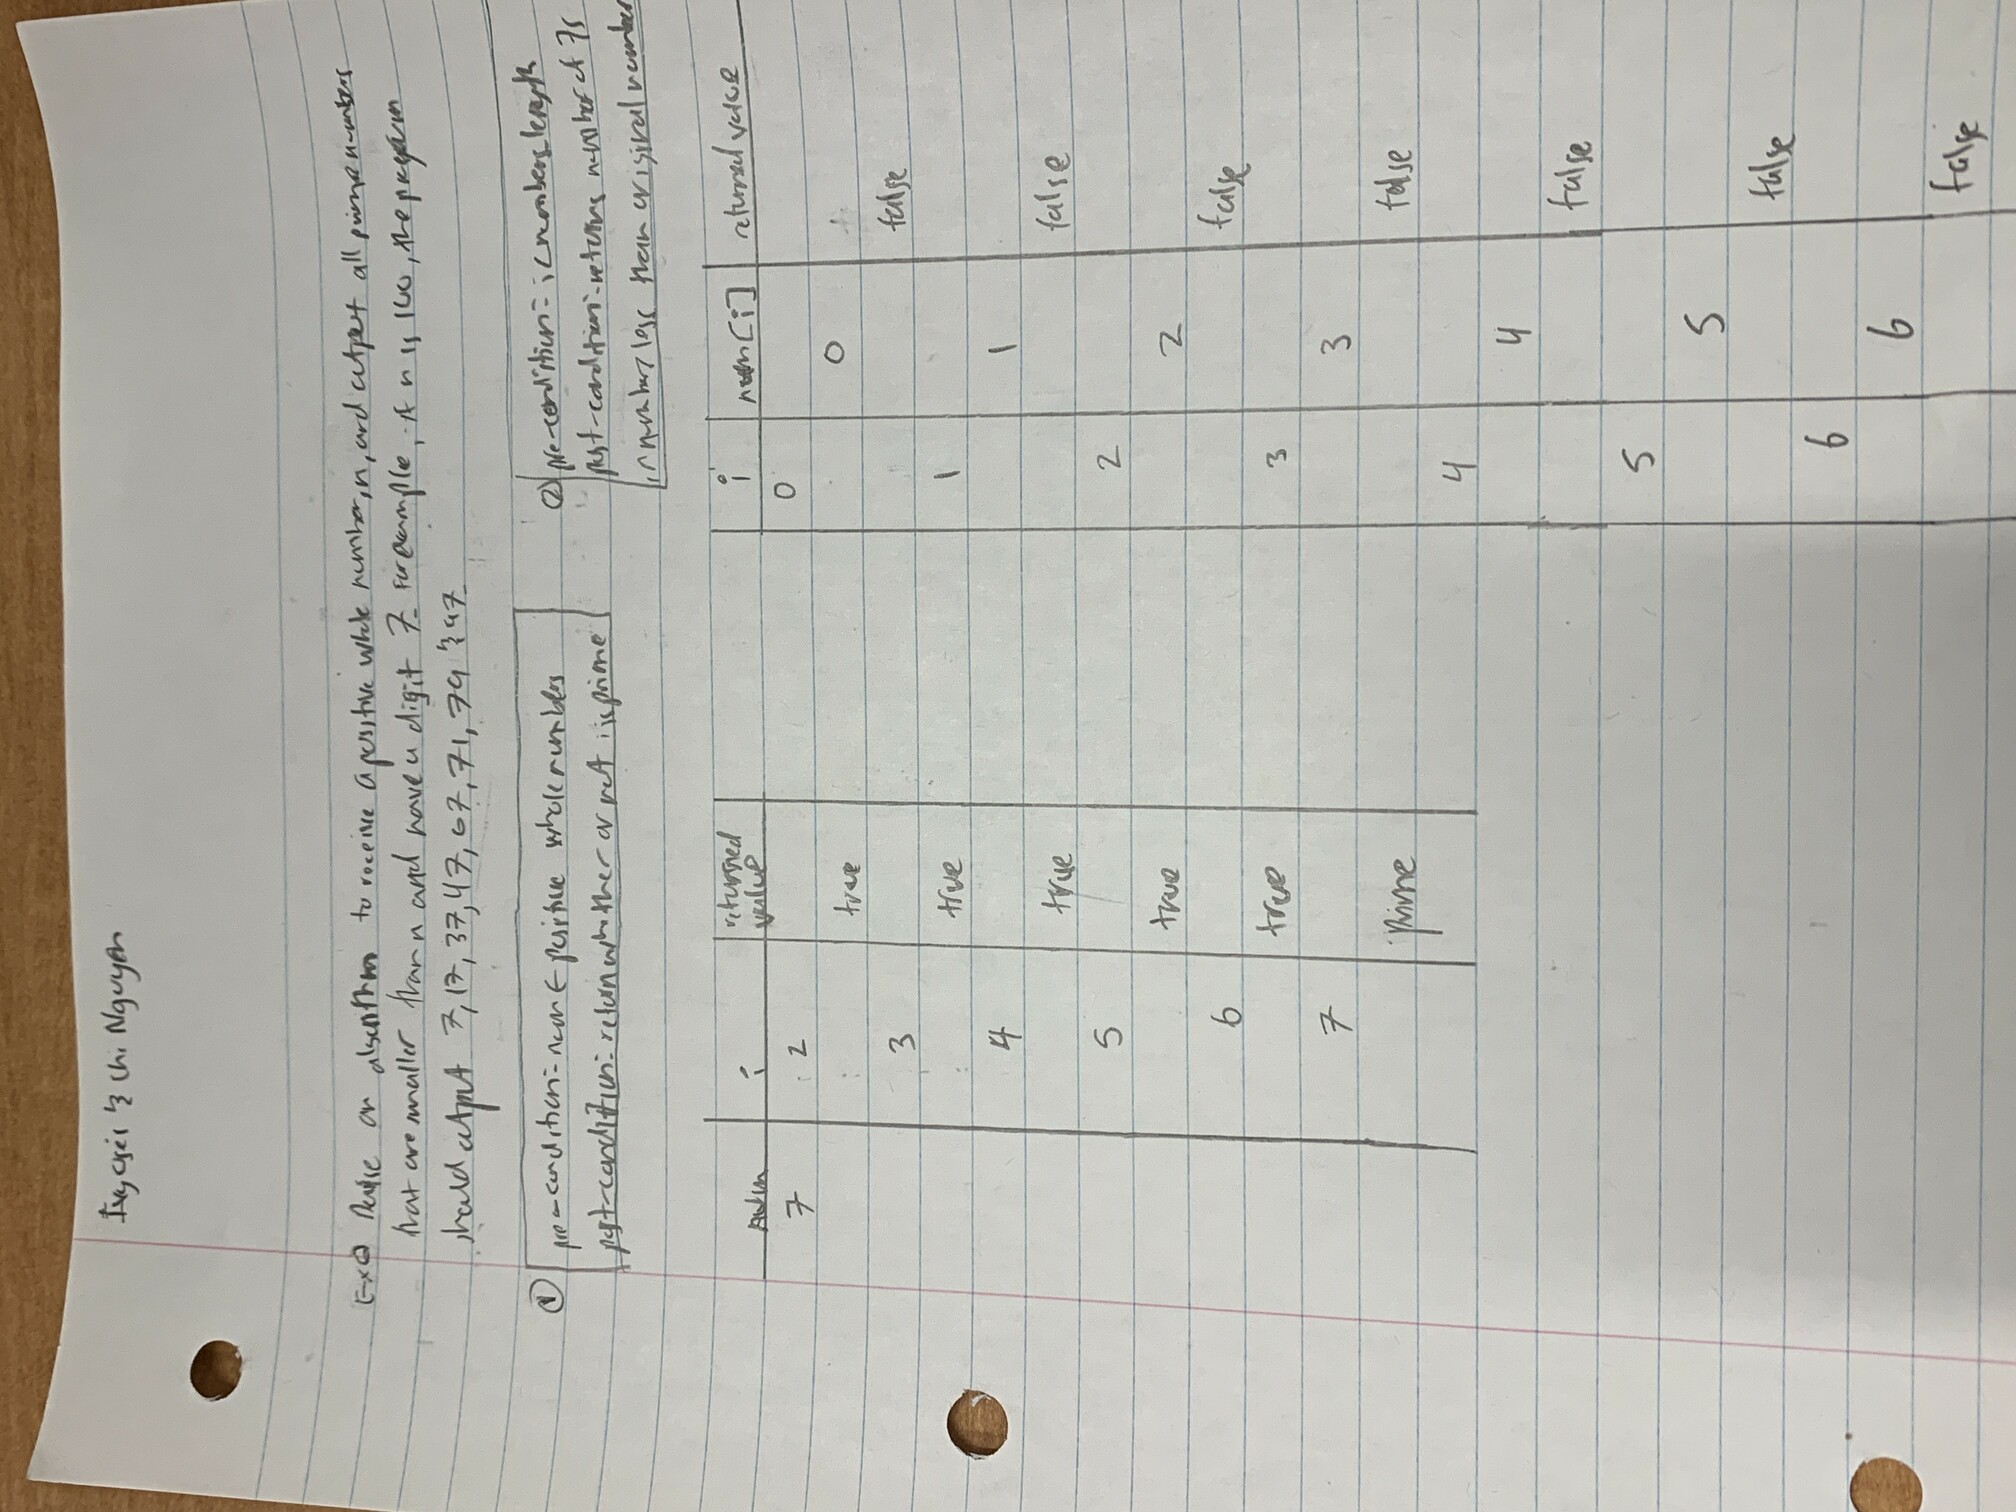 & Chi Nguyen
Ex an algorithm to receive a positive whole number, n, and output all prime numbers
that are smaller than n and have a digit 7. For example, if n is 100, the program
should output 7, 17, 37, 47, 67, 71, 79 & 97
① pre-condition: num ∈ positive whole numbers
post-condition: return whether or not i is prime
② pre-condition: i < numbers length
post-condition: returns number of 7s
in numbers less than original number
num i returned value
7 2
true
3
true
4
true
5
true
6
true
7
prime
i num[i] returned value
0
0
false
1
1
false
2
2
false
3
3
false
4
4
false
5
5
false
6
6
false